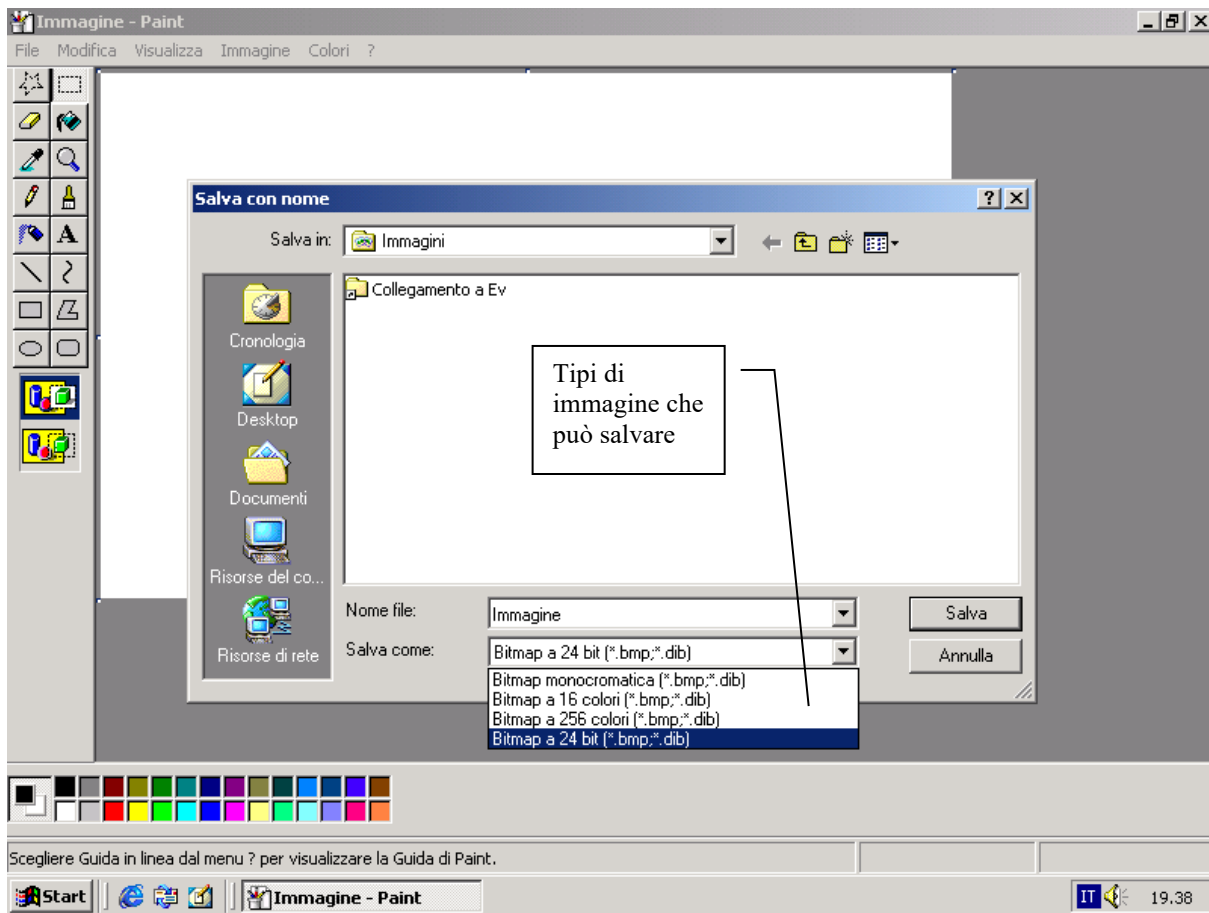 Immagine - Paint
File Modifica Visualizza Immagine Colori ?
A
Salva con nome
Salva in: Immagini
Collegamento a Ev
Cronologia
Desktop
Documenti
Risorse del co...
Risorse di rete
Tipi di
immagine che
può salvare
Nome file: Immagine Salva
Salva come: Bitmap a 24 bit (*.bmp;*.dib) Annulla
Bitmap monocromatica (*.bmp;*.dib)
Bitmap a 16 colori (*.bmp;*.dib)
Bitmap a 256 colori (*.bmp;*.dib)
Bitmap a 24 bit (*.bmp;*.dib)
Scegliere Guida in linea dal menu ? per visualizzare la Guida di Paint.
Start Immagine - Paint IT 19.38